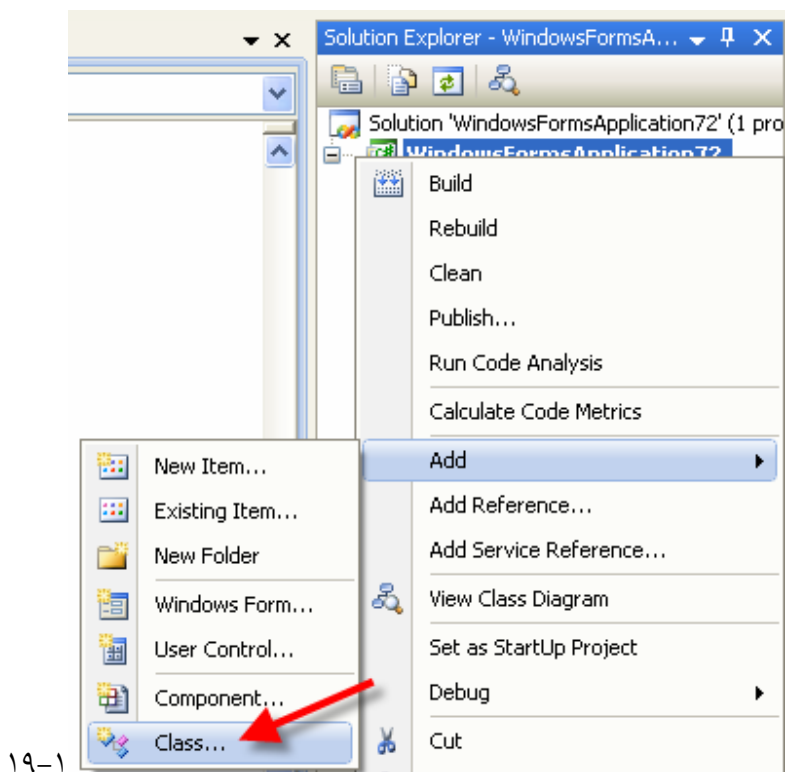 Solution Explorer - WindowsFormsA...
Solution 'WindowsFormsApplication72' (1 pro
WindowsFormsApplication72
Build
Rebuild
Clean
Publish...
Run Code Analysis
Calculate Code Metrics
Add
Add Reference...
Add Service Reference...
View Class Diagram
Set as StartUp Project
Debug
Cut
New Item...
Existing Item...
New Folder
Windows Form...
User Control...
Component...
Class...
۱۹-۱